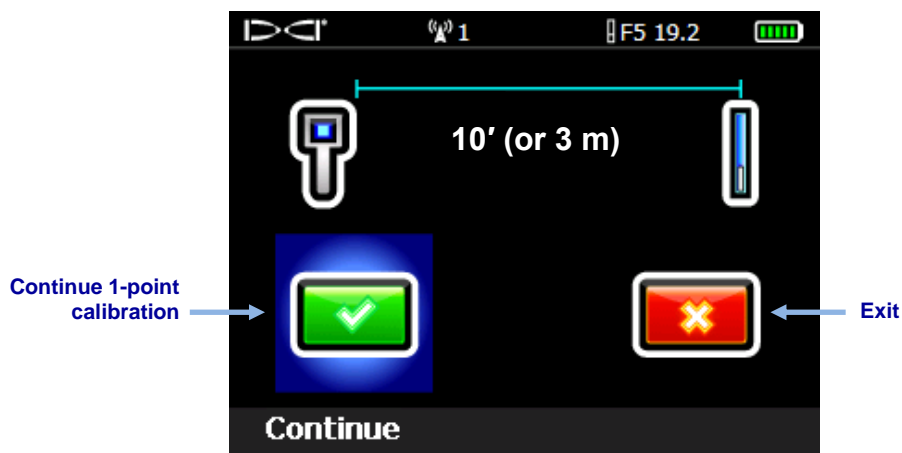 DCI
1
F5 19.2
10′ (or 3 m)
Continue 1-point
calibration
Exit
Continue